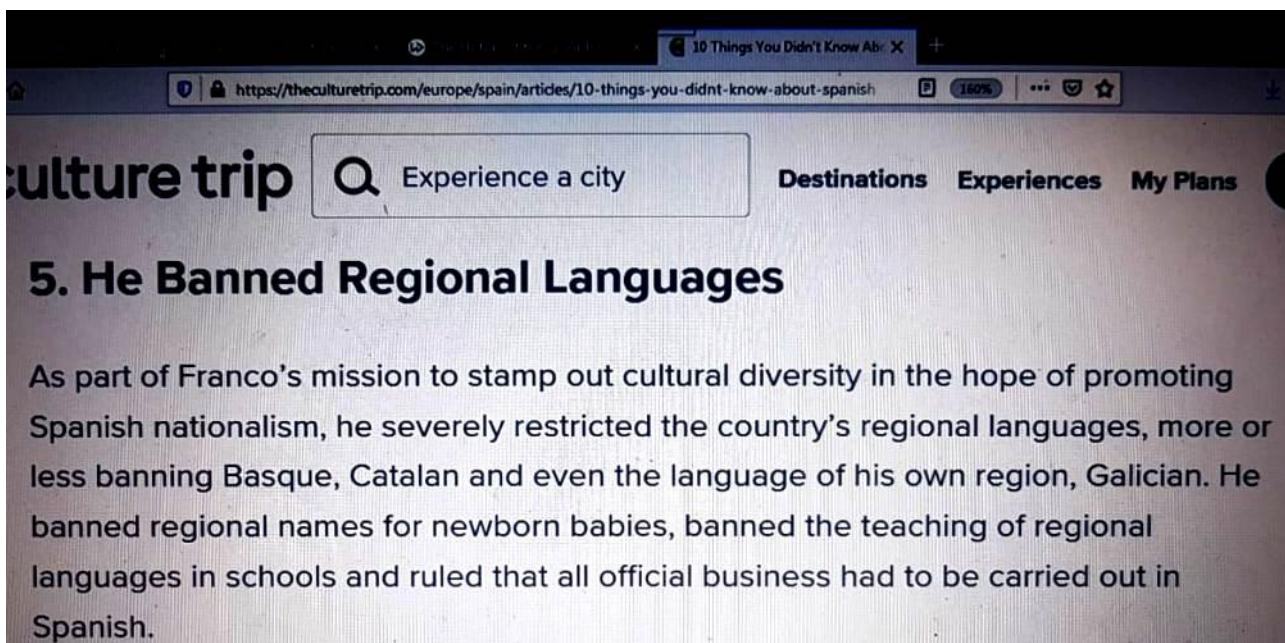 10 Things You Didn't Know Abo
https://theculturetrip.com/europe/spain/articles/10-things-you-didnt-know-about-spanish 160%
culture trip Experience a city Destinations Experiences My Plans
5. He Banned Regional Languages
As part of Franco's mission to stamp out cultural diversity in the hope of promoting
Spanish nationalism, he severely restricted the country's regional languages, more or
less banning Basque, Catalan and even the language of his own region, Galician. He
banned regional names for newborn babies, banned the teaching of regional
languages in schools and ruled that all official business had to be carried out in
Spanish.